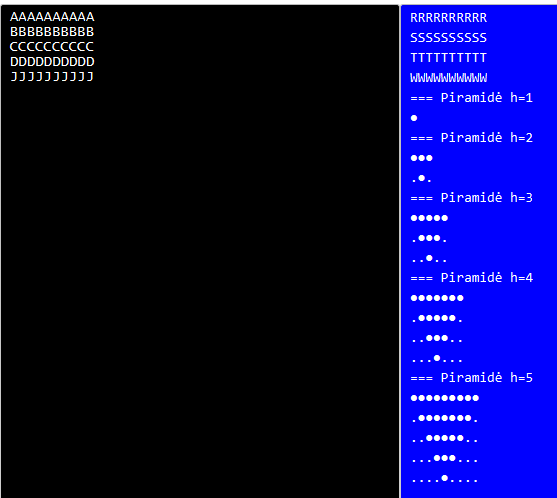 AAAAAAAAAA
BBBBBBBBBB
CCCCCCCCCC
DDDDDDDDDD
JJJJJJJJJJ
RRRRRRRRRR
SSSSSSSSSS
TTTTTTTTTT
WWWWWWWWWW
=== Piramidė h=1
●
=== Piramidė h=2
●●●
.●.
=== Piramidė h=3
●●●●●
.●●●.
..●..
=== Piramidė h=4
●●●●●●●
.●●●●●.
..●●●..
...●...
=== Piramidė h=5
●●●●●●●●●
.●●●●●●●.
..●●●●●..
...●●●...
....●....